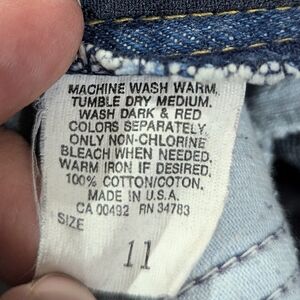 MACHINE WASH WARM.
TUMBLE DRY MEDIUM.
WASH DARK & RED
COLORS SEPARATELY.
ONLY NON-CHLORINE
BLEACH WHEN NEEDED.
WARM IRON IF DESIRED.
100% COTTON/COTON.
MADE IN U.S.A.
CA 00492 RN 34783
SIZE
11